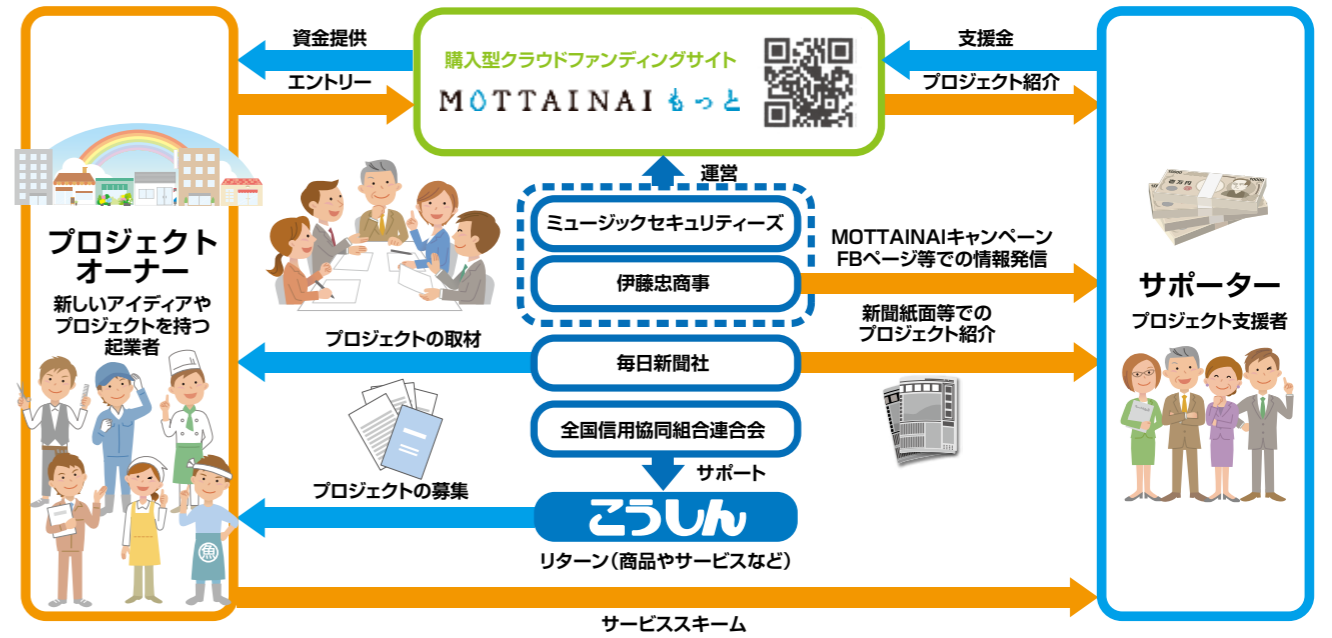 資金提供
エントリー
購入型クラウドファンディングサイト
MOTTAINAI もっと
支援金
プロジェクト紹介
運営
ミュージックセキュリティーズ
伊藤忠商事
MOTTAINAIキャンペーン
FBページ等での情報発信
プロジェクト
オーナー
新しいアイディアや
プロジェクトを持つ
起業者
サポーター
プロジェクト支援者
新聞紙面等での
プロジェクト紹介
プロジェクトの取材
毎日新聞社
全国信用協同組合連合会
サポート
プロジェクトの募集
こうしん
リターン（商品やサービスなど）
魚
サービススキーム
10000
壱万円
10000